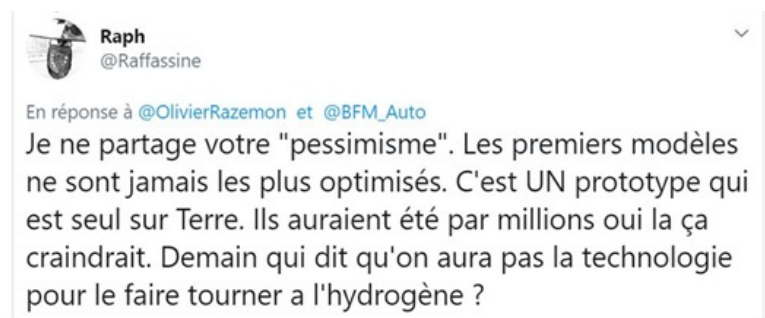 Raph
@Raffassine
En réponse à @OlivierRazemon et @BFM_Auto
Je ne partage votre "pessimisme". Les premiers modèles
ne sont jamais les plus optimisés. C'est UN prototype qui
est seul sur Terre. Ils auraient été par millions oui la ça
craindrait. Demain qui dit qu'on aura pas la technologie
pour le faire tourner a l'hydrogène ?